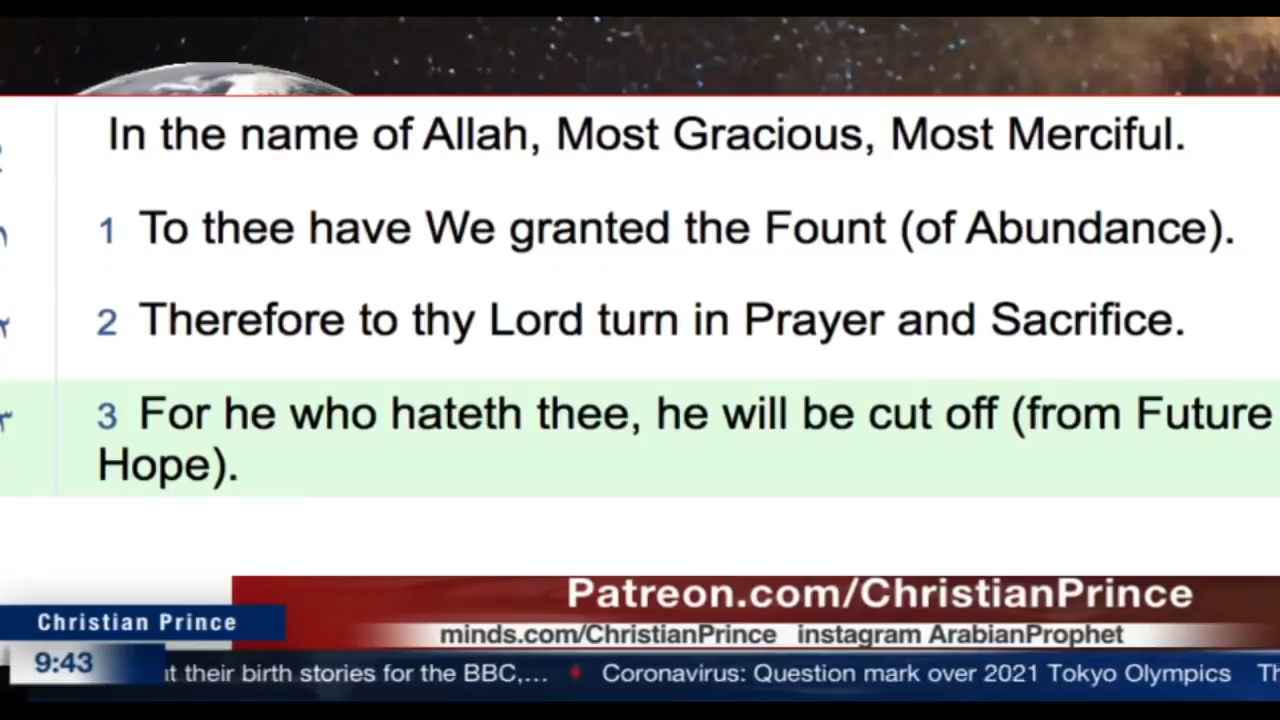 In the name of Allah, Most Gracious, Most Merciful.
1 To thee have We granted the Fount (of Abundance).
٢ 2 Therefore to thy Lord turn in Prayer and Sacrifice.
٣ 3 For he who hateth thee, he will be cut off (from Future
Hope).
Patreon.com/ChristianPrince
Christian Prince
minds.com/ChristianPrince instagram ArabianProphet
9:43
their birth stories for the BBC,... ♦ Coronavirus: Question mark over 2021 Tokyo Olympics